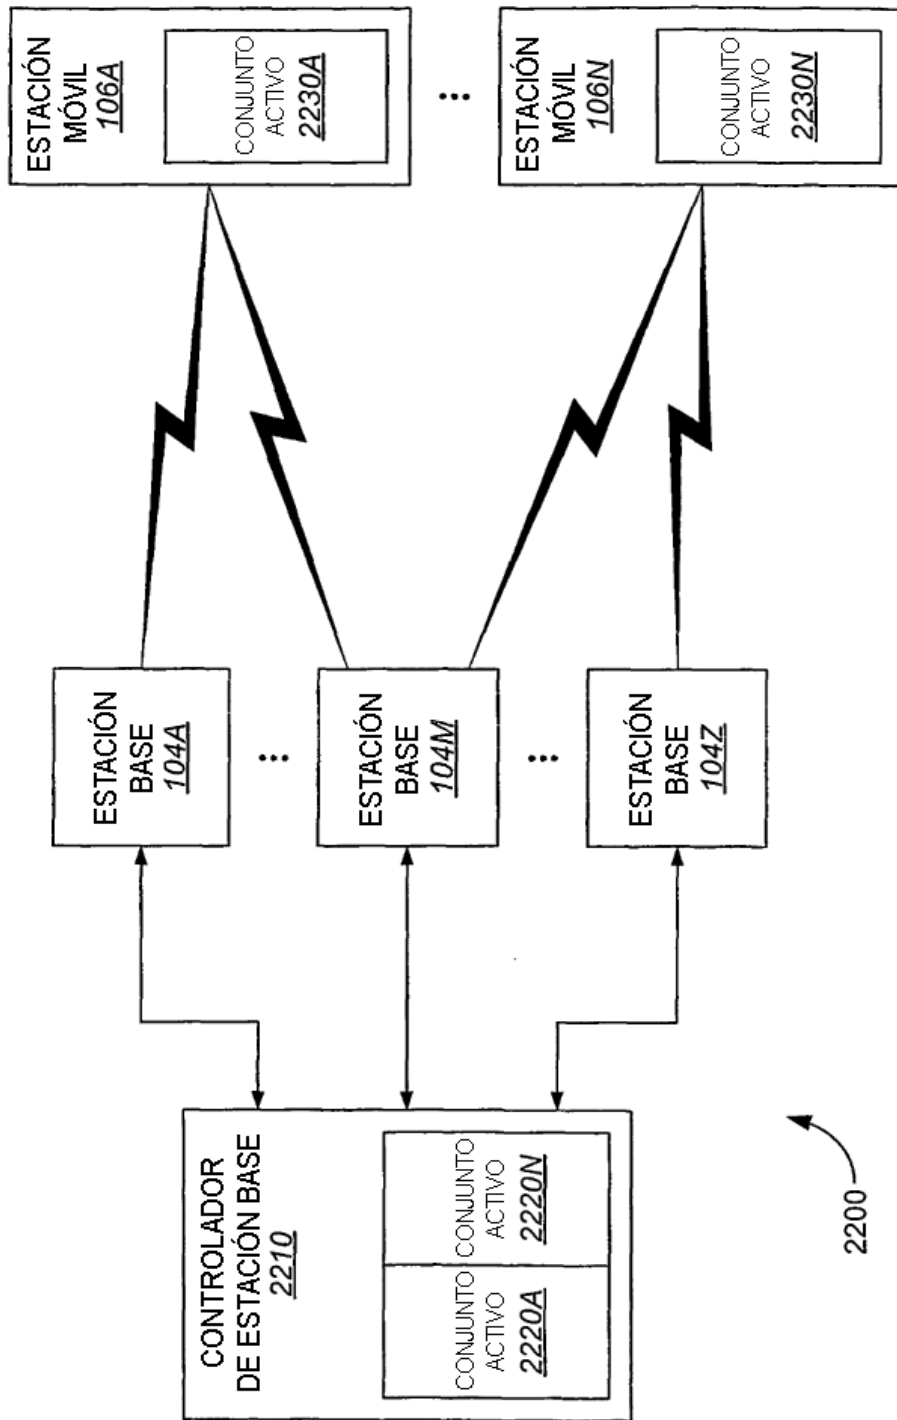 CONTROLADOR
DE ESTACIÓN BASE
2210
CONJUNTO
ACTIVO
2220A
CONJUNTO
ACTIVO
2220N
ESTACIÓN
BASE
104A
ESTACIÓN
BASE
104M
ESTACIÓN
BASE
104Z
ESTACIÓN
MÓVIL
106A
CONJUNTO
ACTIVO
2230A
ESTACIÓN
MÓVIL
106N
CONJUNTO
ACTIVO
2230N
2200